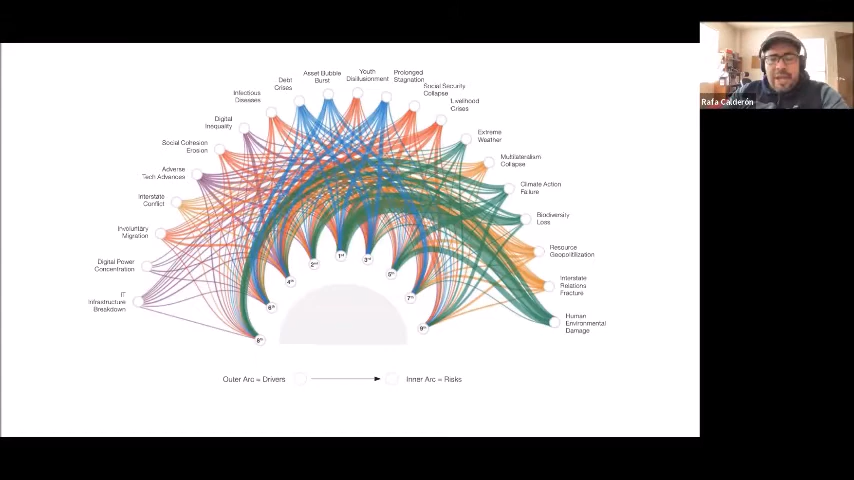 Asset Bubble
Burst
Youth
Disillusionment
Prolonged
Stagnation
Debt
Crises
Social Security
Collapse
Infectious
Diseases
Livelihood
Crises
Digital
Inequality
Extreme
Weather
Social Cohesion
Erosion
Multilateralism
Collapse
Adverse
Tech Advances
Climate Action
Failure
Interstate
Conflict
Biodiversity
Loss
Involuntary
Migration
Resource
Geopolitization
Digital Power
Concentration
Interstate
Relations
Fracture
IT
Infrastructure
Breakdown
Human
Environmental
Damage
8th
6th
4th
2nd
1st
3rd
5th
7th
9th
Outer Arc = Drivers
Inner Arc = Risks
Rafa Calderón